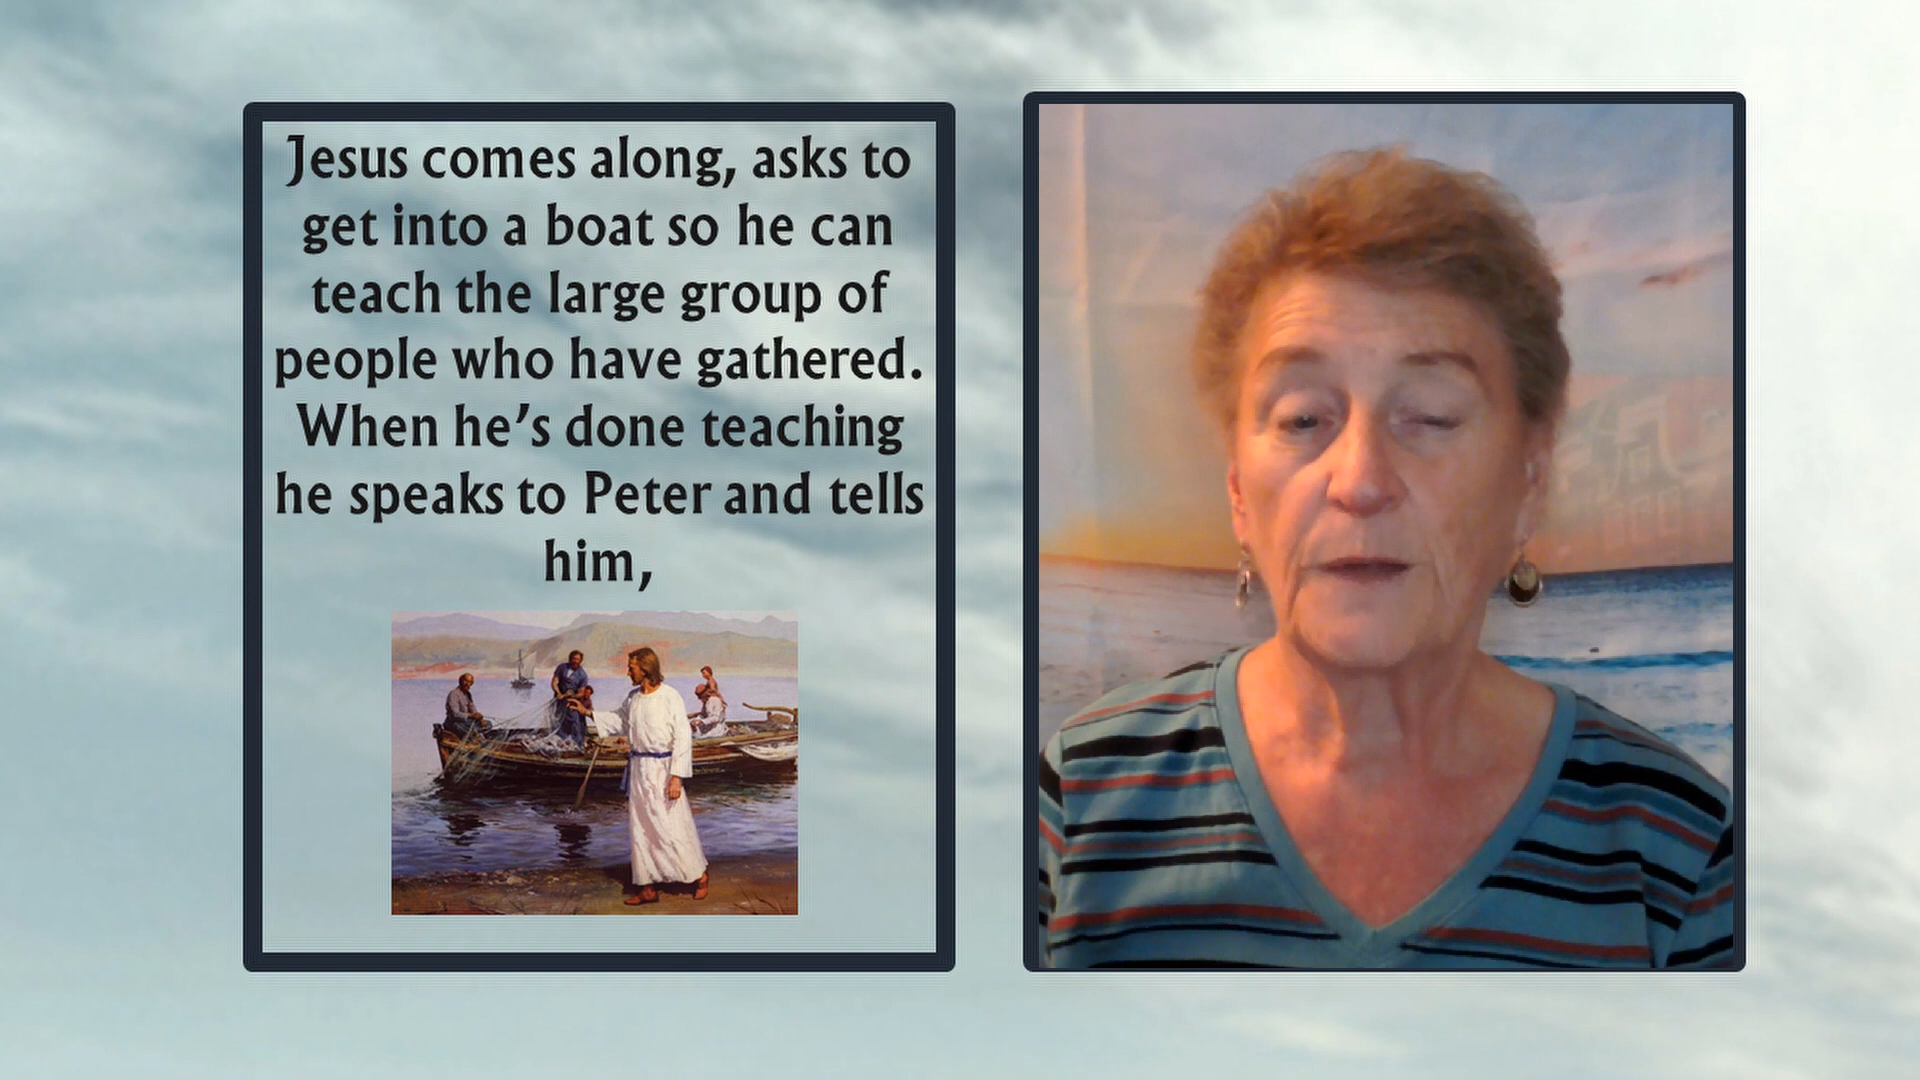 Jesus comes along, asks to
get into a boat so he can
teach the large group of
people who have gathered.
When he’s done teaching
he speaks to Peter and tells
him,